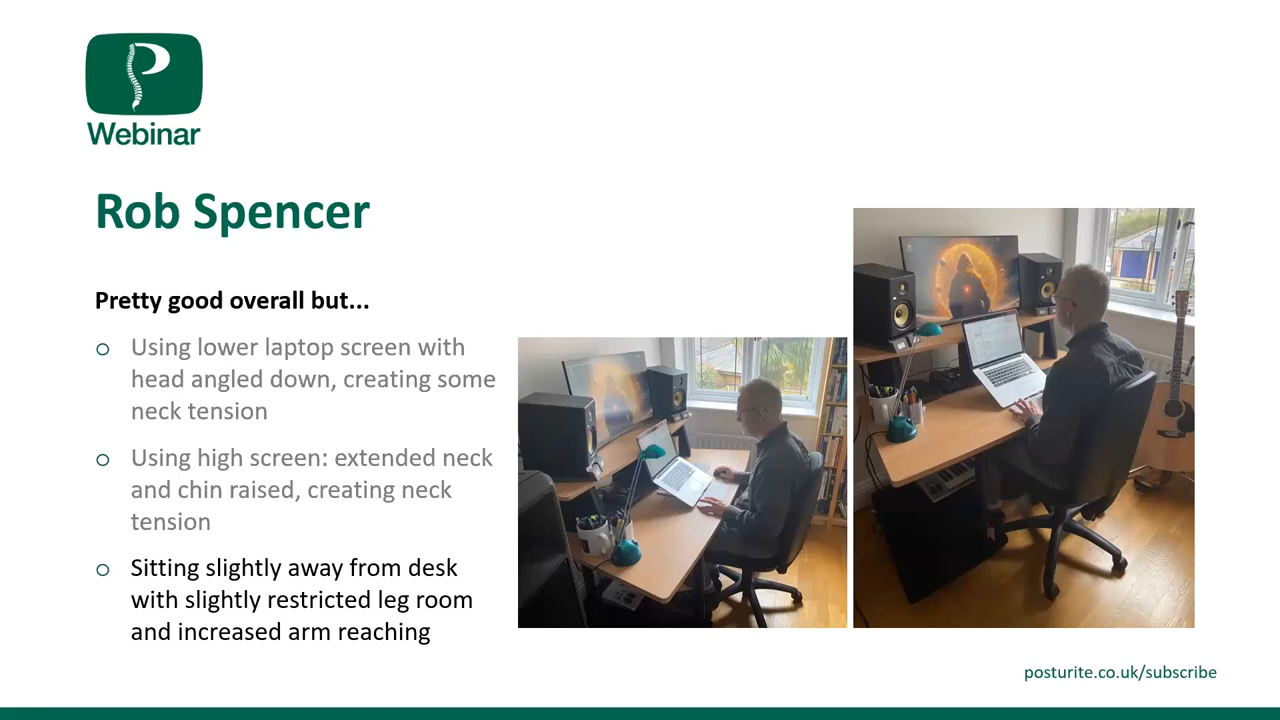 Webinar
Rob Spencer
Pretty good overall but...
Using lower laptop screen with
head angled down, creating some
neck tension
Using high screen: extended neck
and chin raised, creating neck
tension
Sitting slightly away from desk
with slightly restricted leg room
and increased arm reaching
posturite.co.uk/subscribe